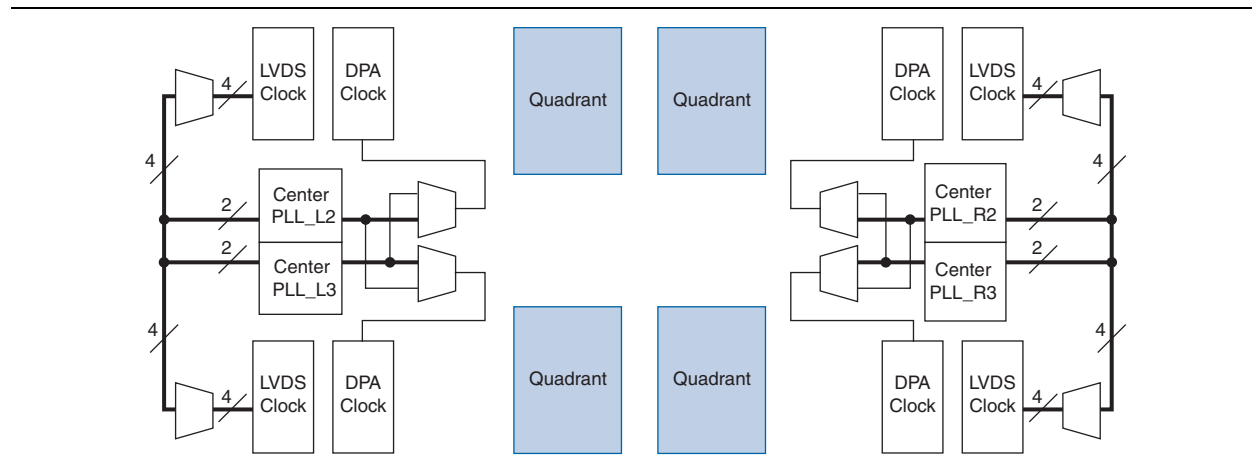 LVDS
Clock
DPA
Clock
Quadrant
Quadrant
DPA
Clock
LVDS
Clock
4
4
4
4
Center
PLL_L2
2
2
Center
PLL_R2
Center
PLL_L3
2
2
Center
PLL_R3
4
4
LVDS
Clock
DPA
Clock
Quadrant
Quadrant
DPA
Clock
LVDS
Clock
4
4